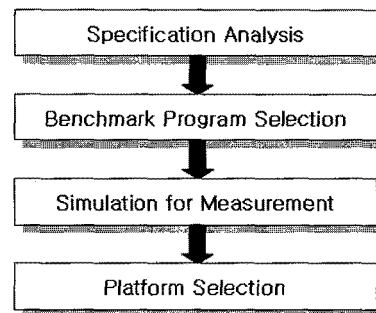 Specification Analysis
Benchmark Program Selection
Simulation for Measurement
Platform Selection